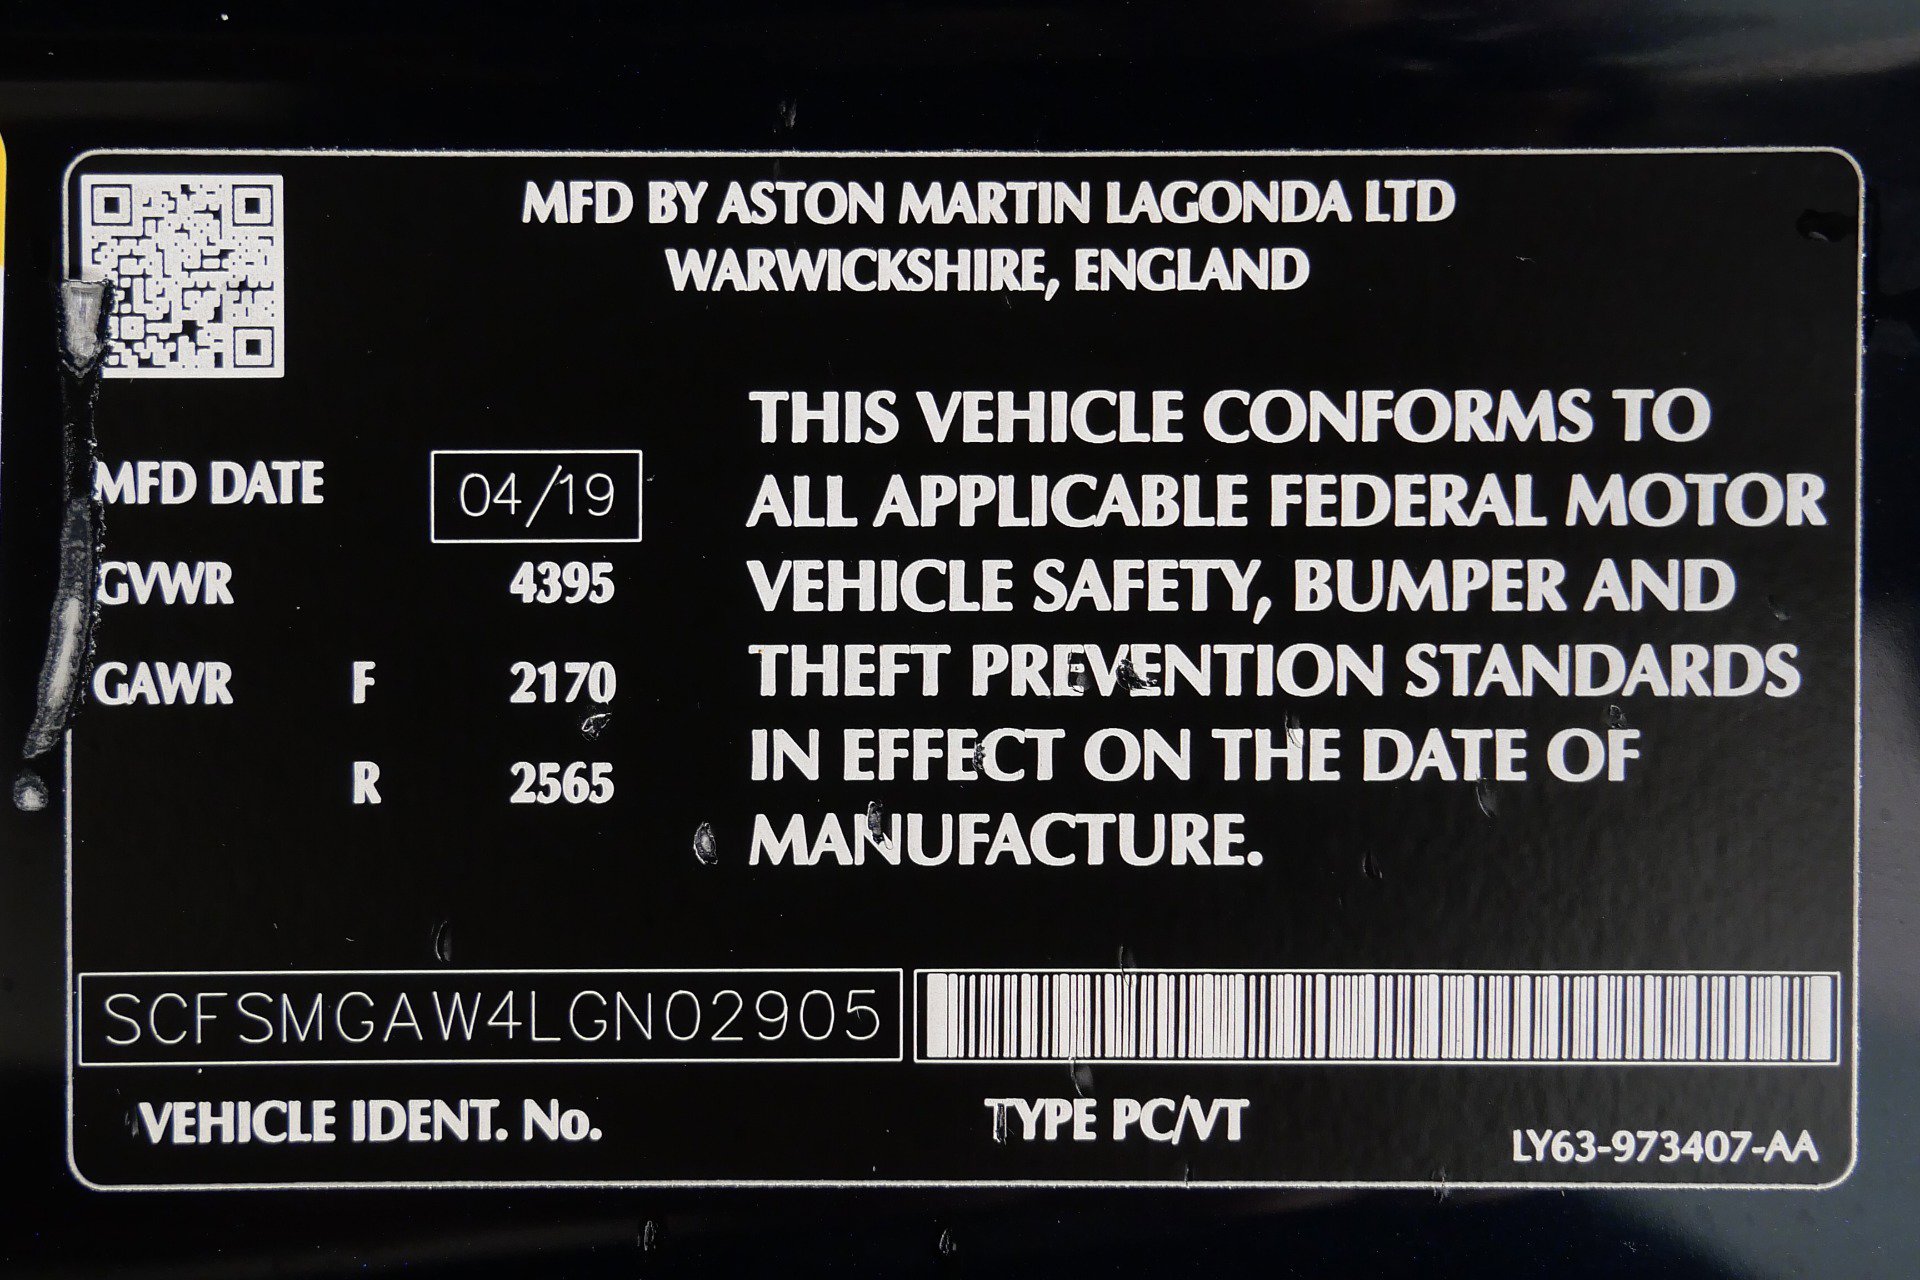 MFD BY ASTON MARTIN LAGONDA LTD
WARWICKSHIRE, ENGLAND
MFD DATE 04/19
GVWR 4395
GAWR F 2170
R 2565
THIS VEHICLE CONFORMS TO
ALL APPLICABLE FEDERAL MOTOR
VEHICLE SAFETY, BUMPER AND
THEFT PREVENTION STANDARDS
IN EFFECT ON THE DATE OF
MANUFACTURE.
SCFSMGAW4LGN02905
VEHICLE IDENT. No.
TYPE PC/VT
LY63-973407-AA